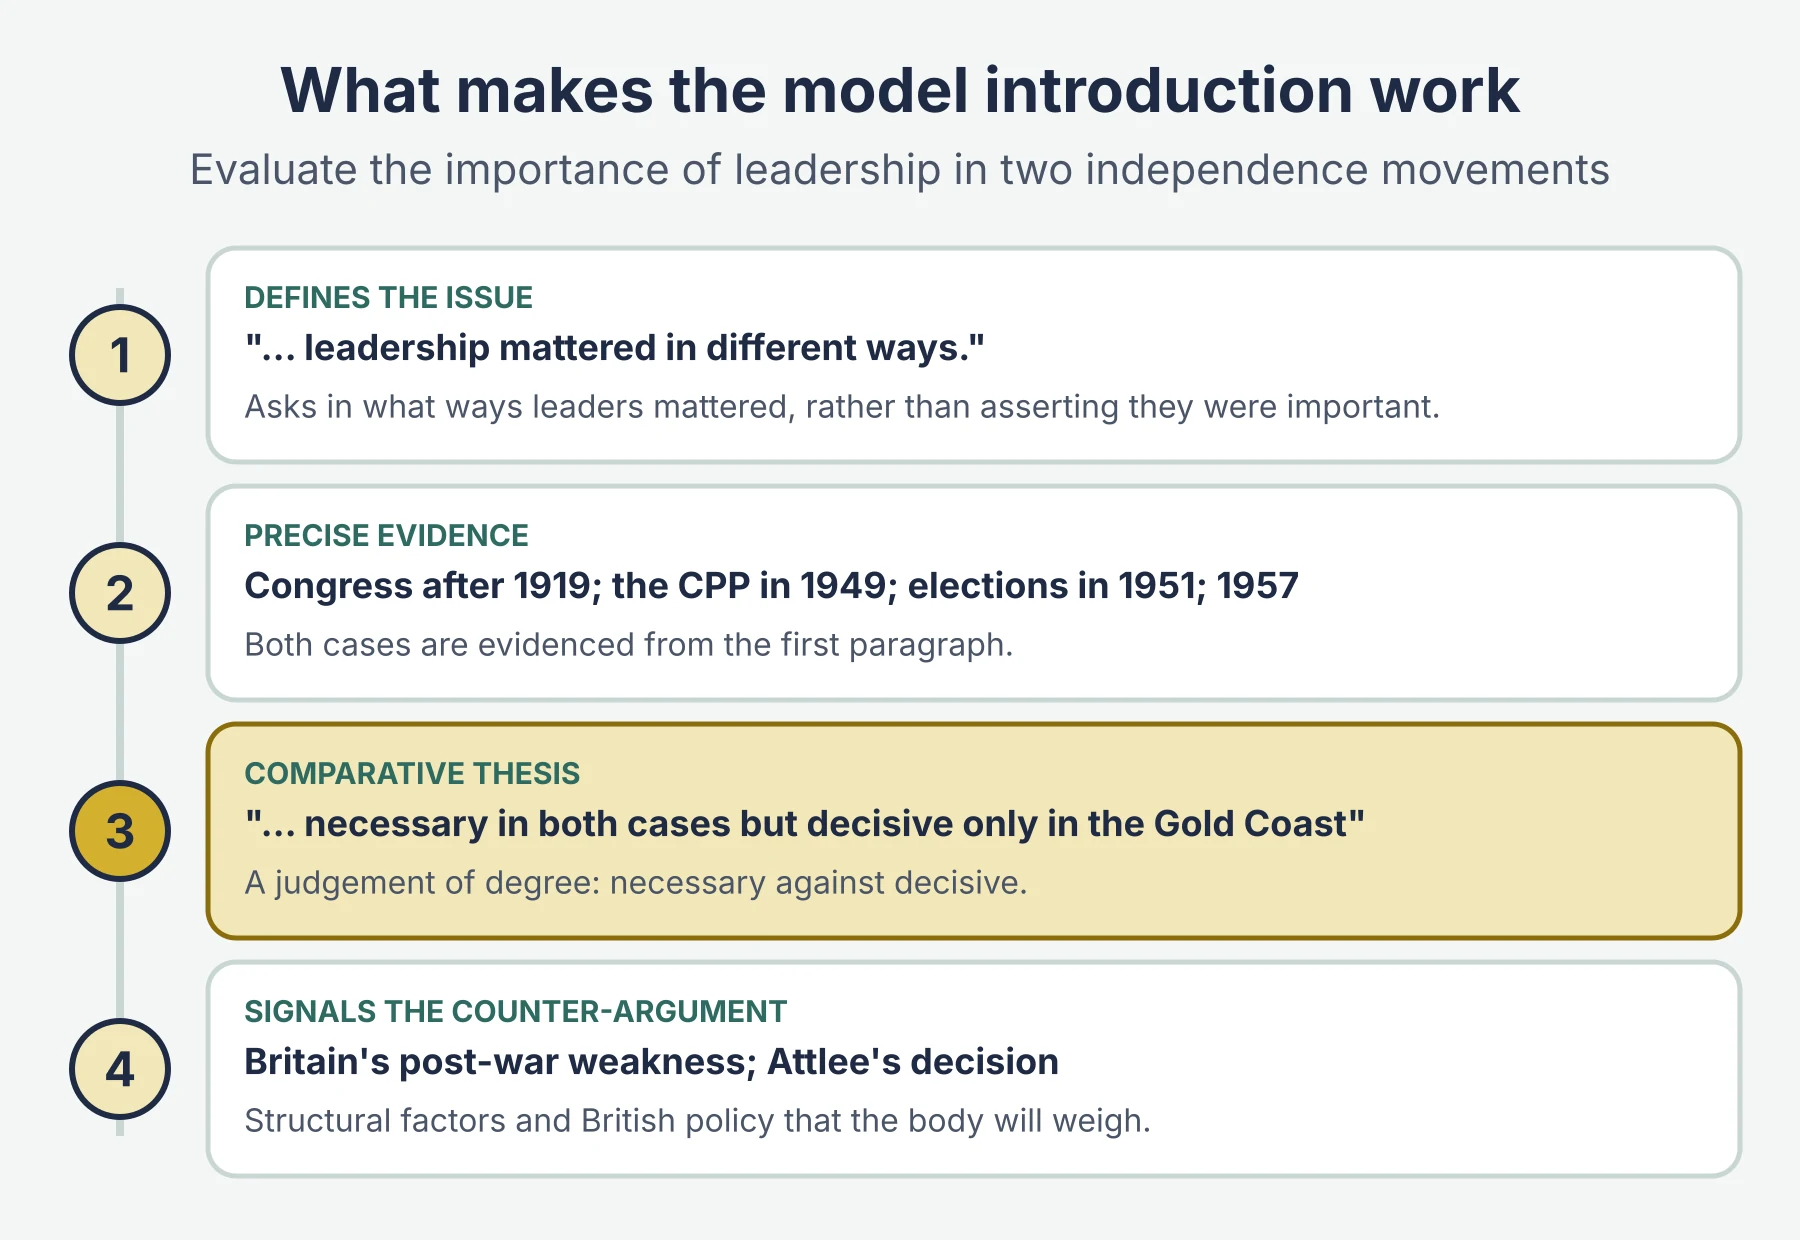 What makes the model introduction work
Evaluate the importance of leadership in two independence movements
1
DEFINES THE ISSUE
"... leadership mattered in different ways."
Asks in what ways leaders mattered, rather than asserting they were important.
2
PRECISE EVIDENCE
Congress after 1919; the CPP in 1949; elections in 1951; 1957
Both cases are evidenced from the first paragraph.
3
COMPARATIVE THESIS
"... necessary in both cases but decisive only in the Gold Coast"
A judgement of degree: necessary against decisive.
4
SIGNALS THE COUNTER-ARGUMENT
Britain's post-war weakness; Attlee's decision
Structural factors and British policy that the body will weigh.